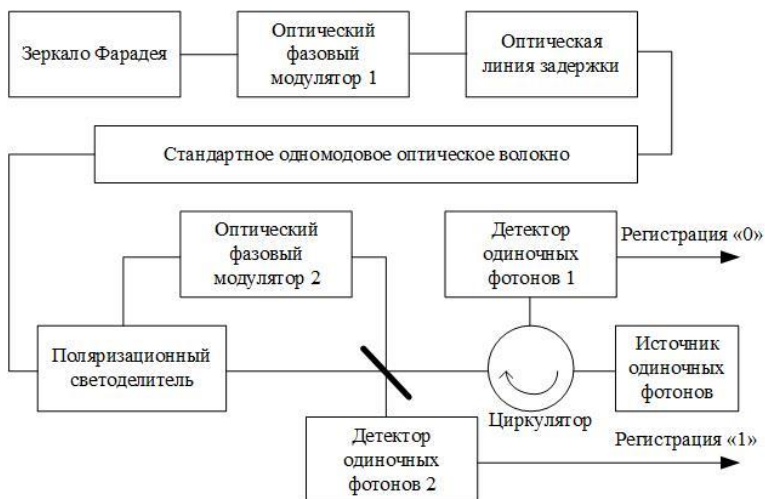 Зеркало Фарадея
Оптический
фазовый
модулятор 1
Оптическая
линия задержки
Стандартное одномодовое оптическое волокно
Оптический
фазовый
модулятор 2
Детектор
одиночных
фотонов 1
Регистрация «0»
Поляризационный
светоделитель
Источник
одиночных
фотонов
Циркулятор
Детектор
одиночных
фотонов 2
Регистрация «1»